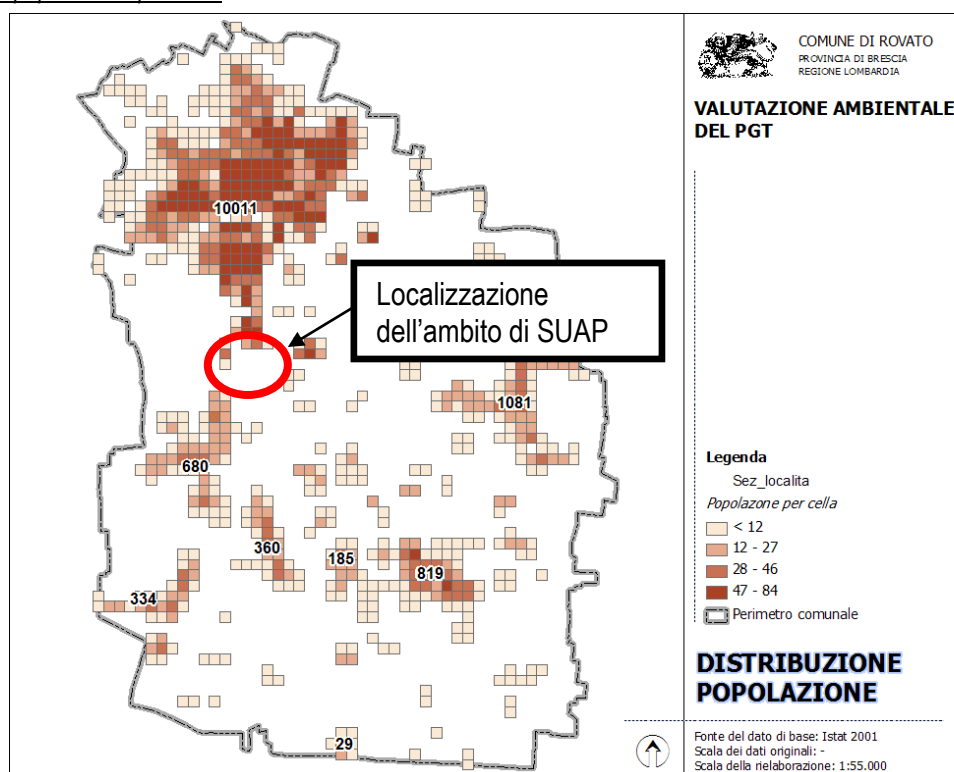 COMUNE DI ROVATO
PROVINCIA DI BRESCIA
REGIONE LOMBARDIA
VALUTAZIONE AMBIENTALE
DEL PGT
10011
Localizzazione
dell'ambito di SUAP
1081
680
360
185
819
334
29
Legenda
Sez_localita
Popolazone per cella
< 12
12 - 27
28 - 46
47 - 84
Perimetro comunale
DISTRIBUZIONE
POPOLAZIONE
Fonte del dato di base: Istat 2001
Scala dei dati originali: -
Scala della rielaborazione: 1:55.000